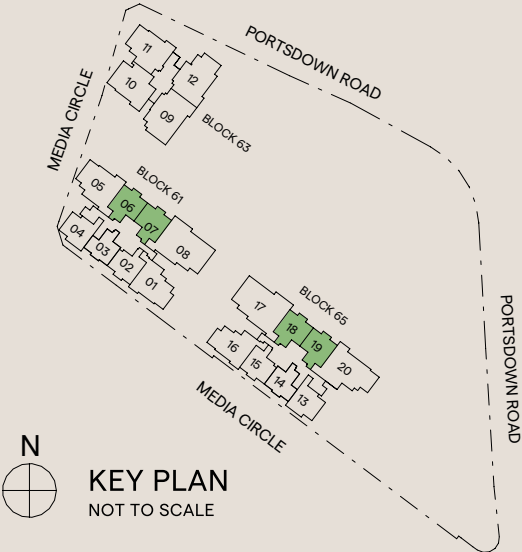 PORTSDOWN ROAD
11
12
10
09
BLOCK 63
MEDIA CIRCLE
BLOCK 61
05
06
07
08
04
03
02
01
BLOCK 65
17
18
19
20
16
15
14
13
PORTSDOWN ROAD
MEDIA CIRCLE
N
KEY PLAN
NOT TO SCALE